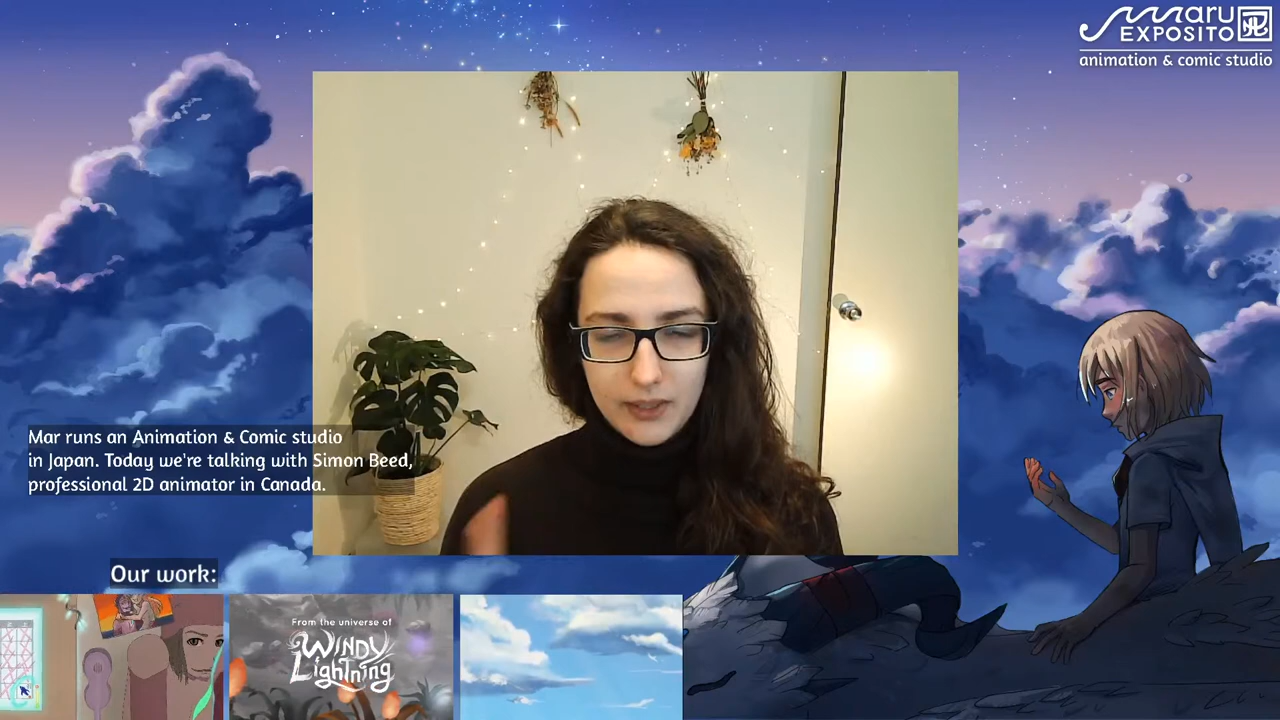 Maru
EXPOSITO
animation & comic studio
Mar runs an Animation & Comic studio
in Japan. Today we're talking with Simon Beed,
professional 2D animator in Canada.
Our work:
From the universe of
WINDY
Lightning